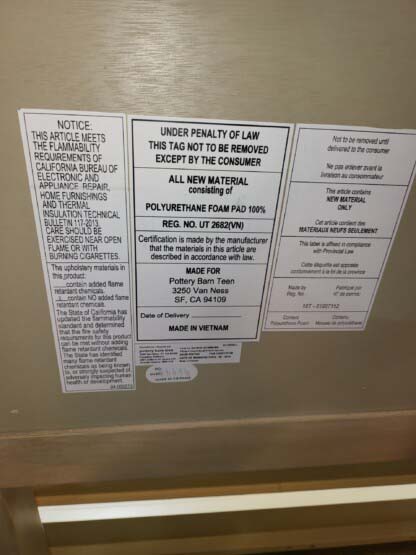 NOTICE:
THIS ARTICLE MEETS
THE FLAMMABILITY
REQUIREMENTS OF
CALIFORNIA BUREAU OF
ELECTRONIC AND
APPLIANCE REPAIR,
HOME FURNISHINGS
AND THERMAL
INSULATION TECHNICAL
BULLETIN 117-2013.
CARE SHOULD BE
EXERCISED NEAR OPEN
FLAME OR WITH
BURNING CIGARETTES.
The upholstery materials in
this product:
contain added flame
retardant chemicals.
contain NO added flame
retardant chemicals.
The State of California has
updated the flammability
standard and determined
that the fire safety
requirements for this product
can be met without adding
flame retardant chemicals.
The State has identified
many flame retardant
chemicals as being known
to, or strongly suspected of,
adversely impacting human
health or development.
UNDER PENALTY OF LAW
THIS TAG NOT TO BE REMOVED
EXCEPT BY THE CONSUMER
ALL NEW MATERIAL
consisting of
POLYURETHANE FOAM PAD 100%
REG. NO. UT 2682(VN)
Certification is made by the manufacturer
that the materials in this article are
described in accordance with law.
MADE FOR
Pottery Barn Teen
3250 Van Ness
SF, CA 94109
Date of Delivery
MADE IN VIETNAM
Not to be removed until
delivered to the consumer
Ne pas enlever avant la
livraison au consommateur
This article contains
NEW MATERIAL
ONLY
Cet article contient des
MATÉRIAUX NEUFS SEULEMENT
This label is affixed in compliance
with Provincial Law
Cette étiquette est apposée
conformément à la loi de la province
Made by Fabriqué par
Reg. No. N° de permis:
Content: Contenu:
Polyurethane Foam Mousse de polyuréthane